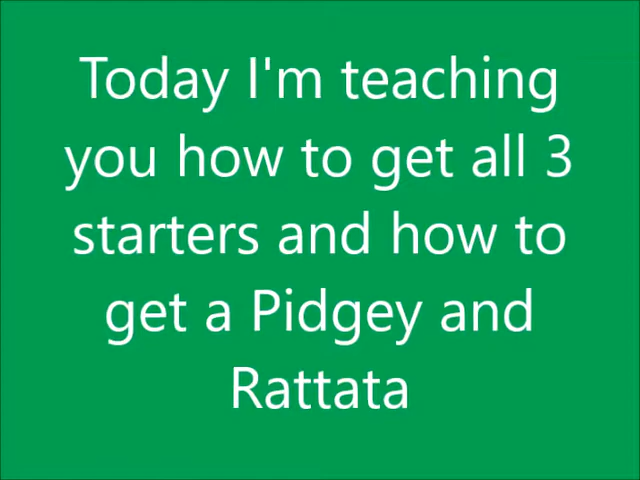 Today I'm teaching
you how to get all 3
starters and how to
get a Pidgey and
Rattata